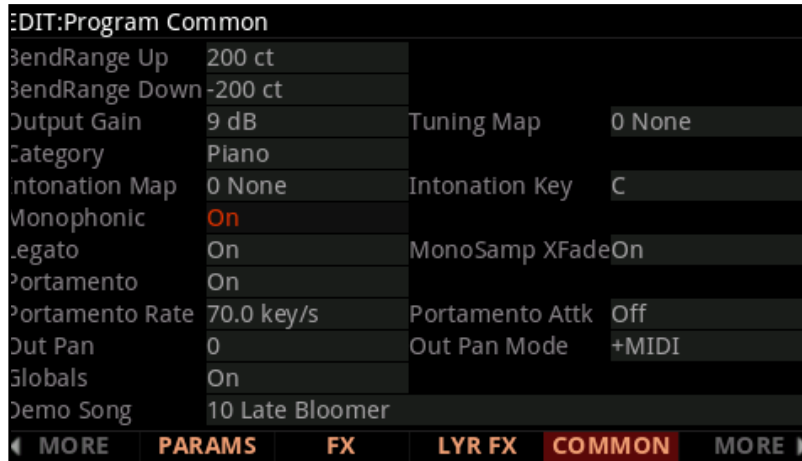 EDIT:Program Common
BendRange Up 200 ct
BendRange Down -200 ct
Output Gain 9 dB Tuning Map 0 None
Category Piano
Intonation Map 0 None Intonation Key C
Monophonic On
Legato On MonoSamp XFade On
Portamento On
Portamento Rate 70.0 key/s Portamento Attk Off
Out Pan 0 Out Pan Mode +MIDI
Globals On
Demo Song 10 Late Bloomer
MORE PARAMS FX LYR FX COMMON MORE